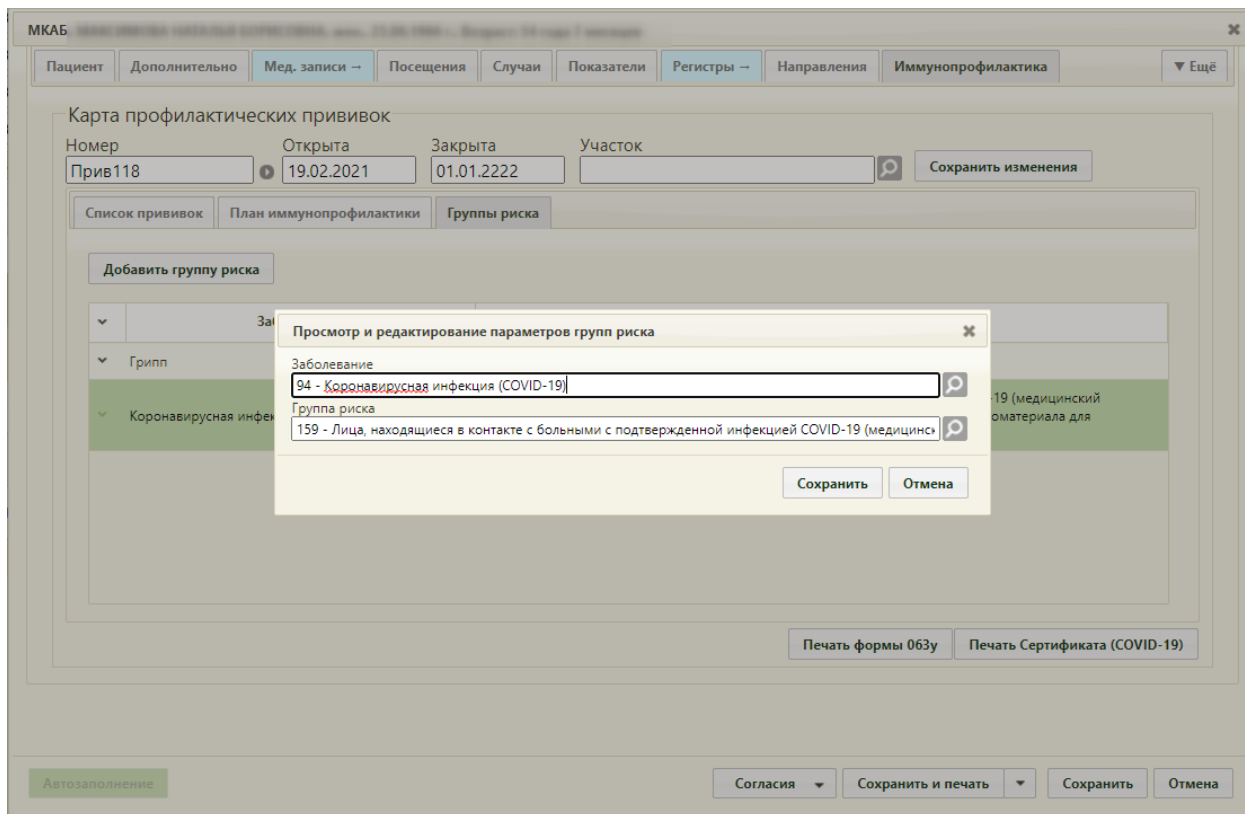 МКАБ
Пациент Дополнительно Мед. записи → Посещения Случаи Показатели Регистры → Направления Иммунопрофилактика ▼ Ещё
Карта профилактических прививок
Номер Открыта Закрыта Участок
Прив118 19.02.2021 01.01.2222 Сохранить изменения
Список прививок План иммунопрофилактики Группы риска
Добавить группу риска
Просмотр и редактирование параметров групп риска
Грипп
Заболевание
94 - Коронавирусная инфекция (COVID-19)
Коронавирусная
-19 (медицинский
оматериала для
Группа риска
159 - Лица, находящиеся в контакте с больными с подтвержденной инфекцией COVID-19
Сохранить Отмена
Печать формы 063у Печать Сертификата (COVID-19)
Автозаполнение Согласия Сохранить и печать Сохранить Отмена